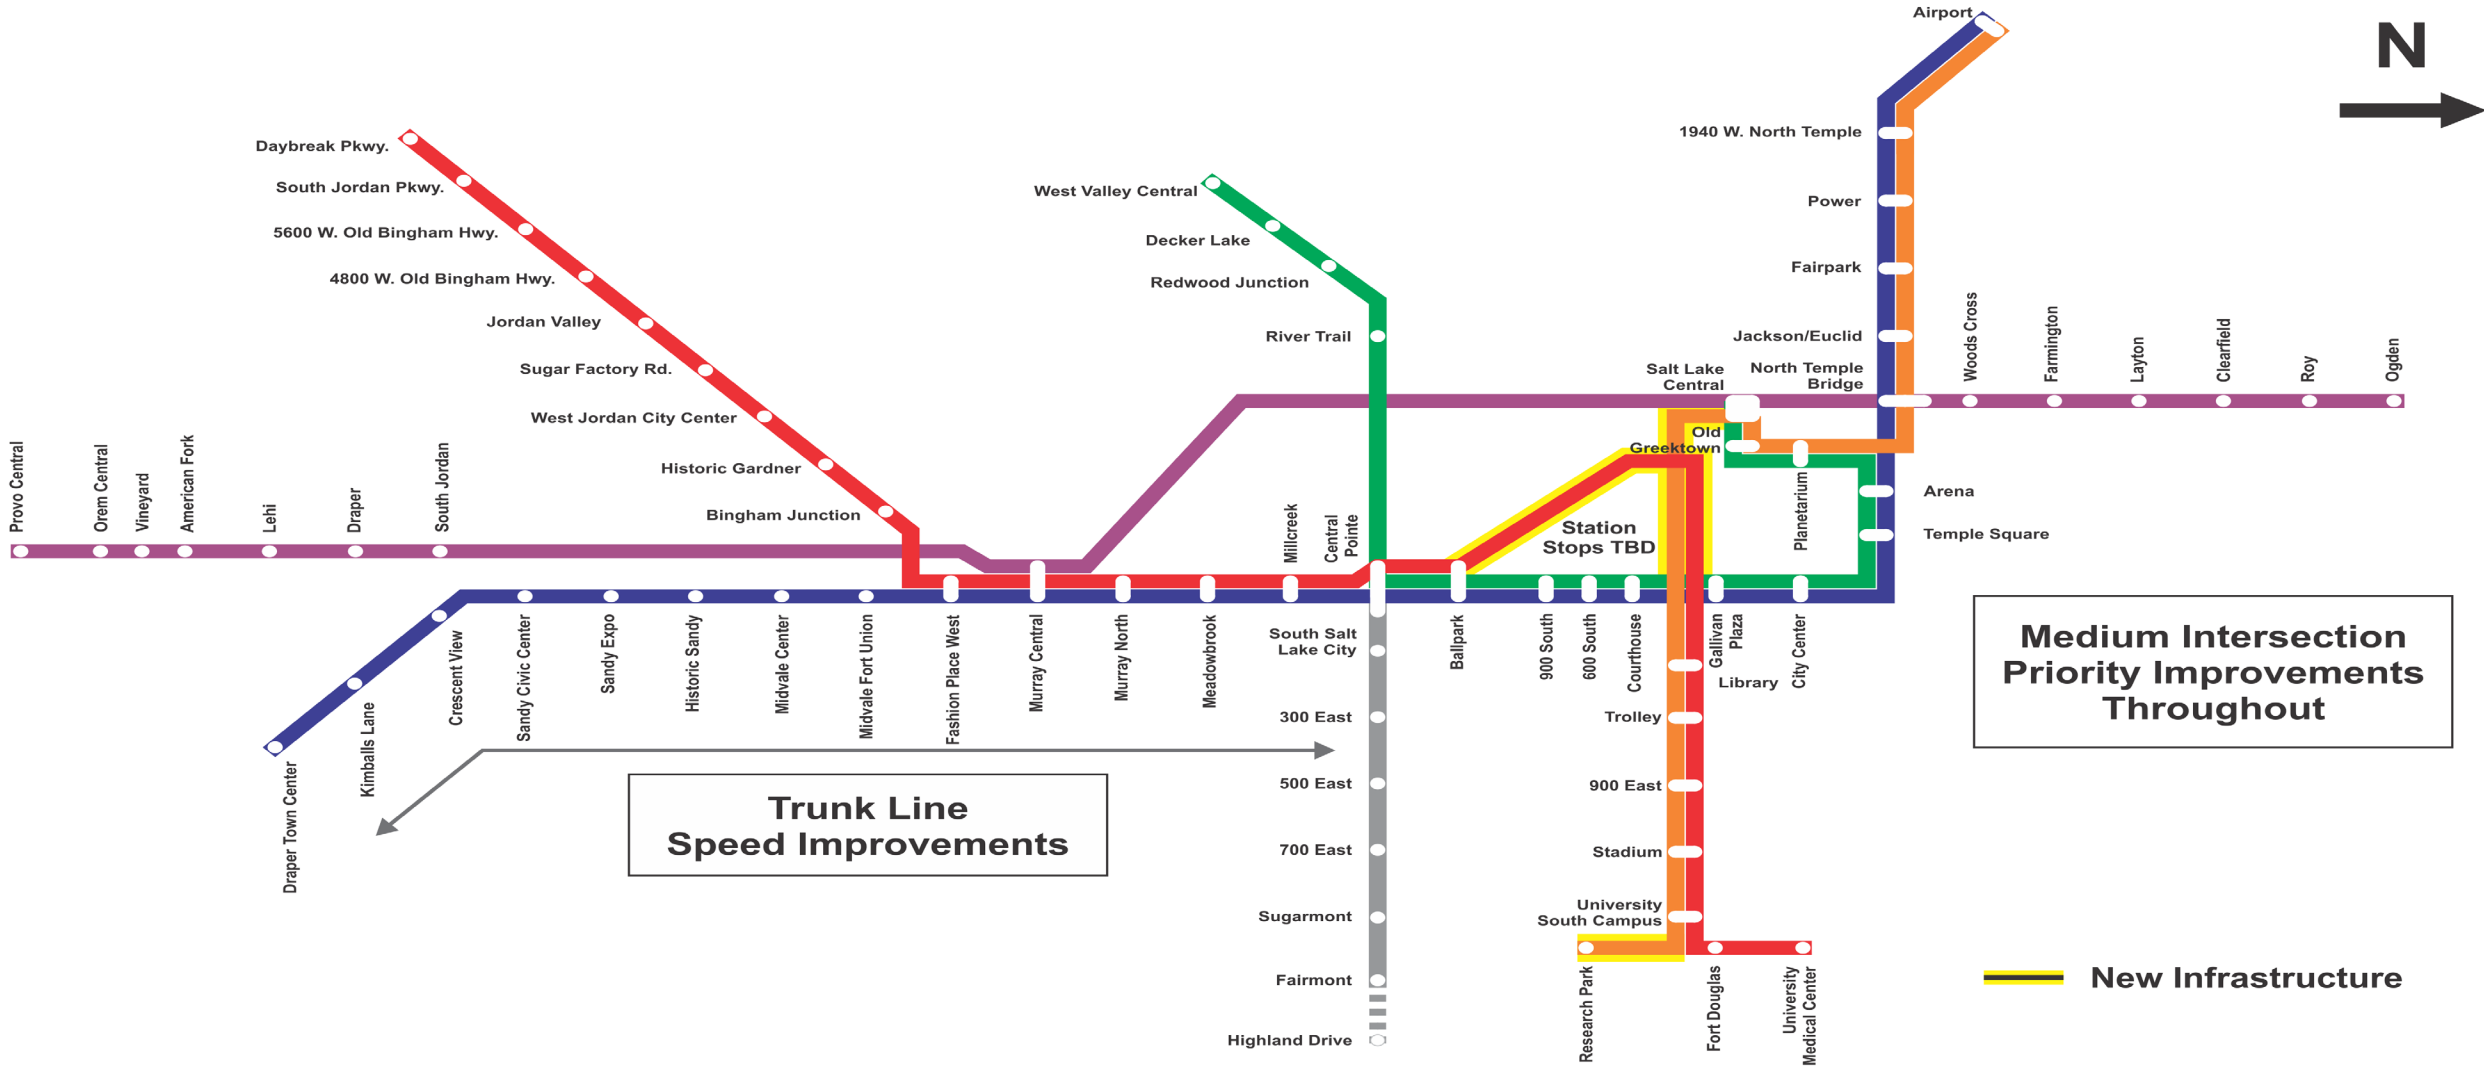 Airport
N
1940 W. North Temple
Daybreak Pkwy.
South Jordan Pkwy.
5600 W. Old Bingham Hwy.
4800 W. Old Bingham Hwy.
Jordan Valley
Sugar Factory Rd.
West Jordan City Center
Historic Gardner
Bingham Junction
West Valley Central
Decker Lake
Redwood Junction
River Trail
Power
Fairpark
Jackson/Euclid
North Temple
Bridge
Salt Lake
Central
Old
Greektown
Planetarium
Arena
Temple Square
Woods Cross
Farmington
Layton
Clearfield
Roy
Ogden
Provo Central
Orem Central
Vineyard
American Fork
Lehi
Draper
South Jordan
Millcreek
Central
Pointe
Station
Stops TBD
Draper Town Center
Kimballs Lane
Crescent View
Sandy Civic Center
Sandy Expo
Historic Sandy
Midvale Center
Midvale Fort Union
Fashion Place West
Murray Central
Murray North
Meadowbrook
South Salt
Lake City
300 East
500 East
700 East
Sugarmont
Fairmont
Highland Drive
Ballpark
900 South
600 South
Courthouse
Gallivan
Plaza
City Center
Library
Trolley
900 East
Stadium
University
South Campus
Research Park
Fort Douglas
University
Medical Center
Trunk Line
Speed Improvements
Medium Intersection
Priority Improvements
Throughout
New Infrastructure